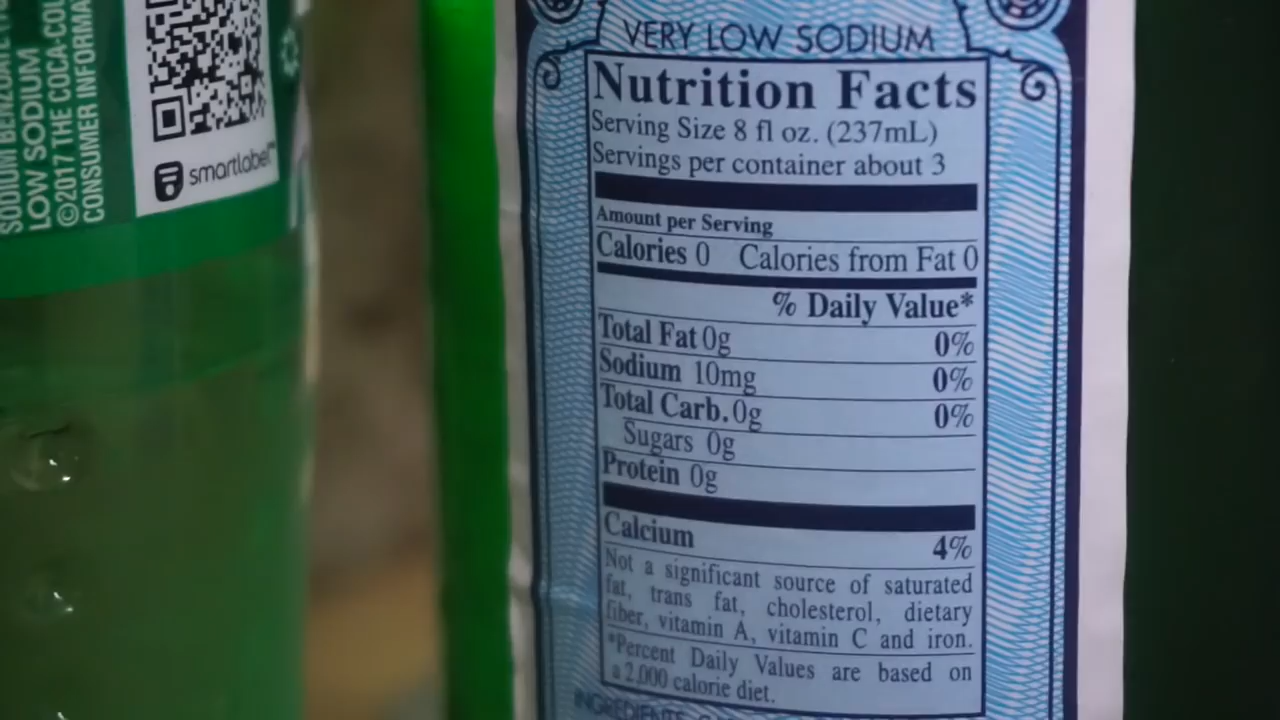 SODIUM BENZOATE
LOW SODIUM
©2017 THE COCA-COL
CONSUMER INFORMA
smartlabel™
VERY LOW SODIUM
Nutrition Facts
Serving Size 8 fl oz. (237mL)
Servings per container about 3
Amount per Serving
Calories 0 Calories from Fat 0
% Daily Value*
Total Fat 0g 0%
Sodium 10mg 0%
Total Carb. 0g 0%
Sugars 0g
Protein 0g
Calcium 4%
Not a significant source of saturated
fat, trans fat, cholesterol, dietary
fiber, vitamin A, vitamin C and iron.
*Percent Daily Values are based on
a 2,000 calorie diet.
INGREDIENTS: